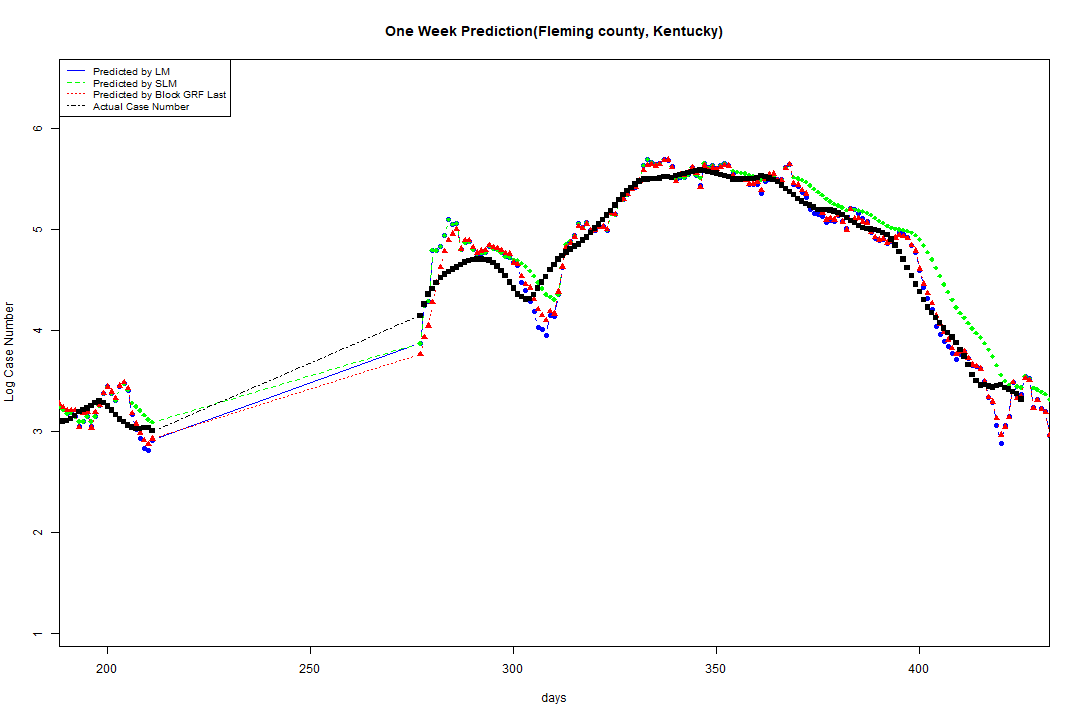 One Week Prediction(Fleming county, Kentucky)
Predicted by LM
Predicted by SLM
Predicted by Block GRF Last
Actual Case Number
Log Case Number
6
5
4
3
2
1
200 250 300 350 400
days